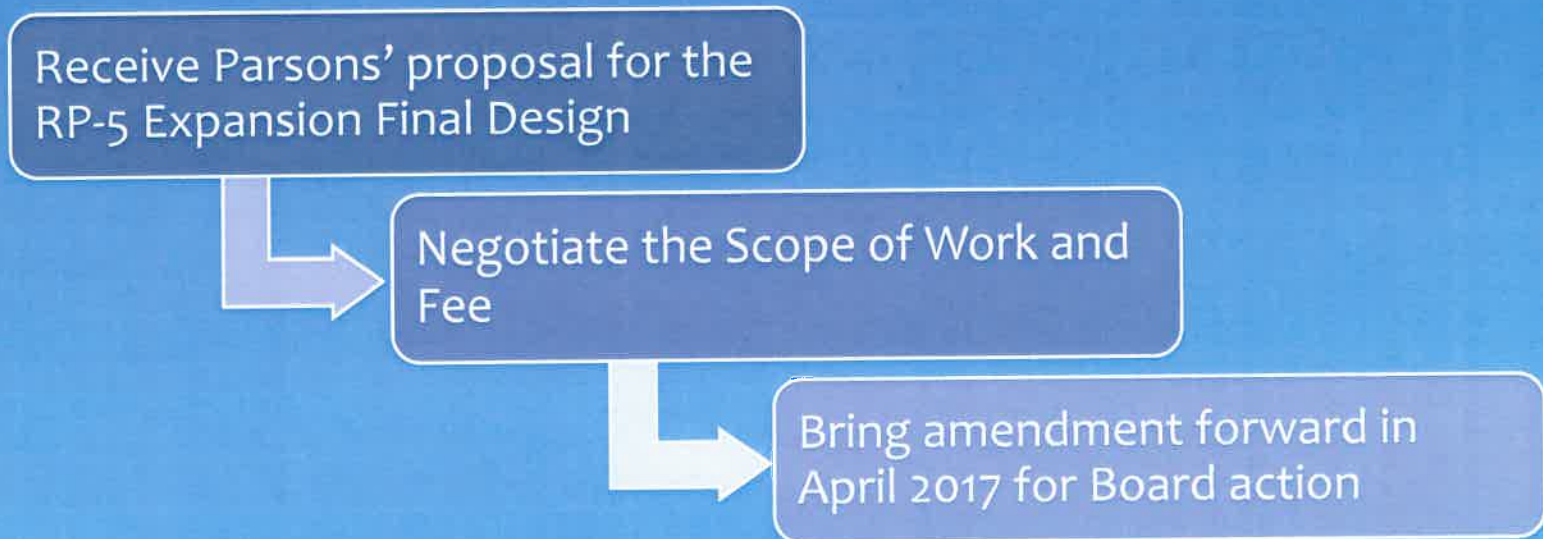 Receive Parsons’ proposal for the
RP-5 Expansion Final Design
Negotiate the Scope of Work and
Fee
Bring amendment forward in
April 2017 for Board action